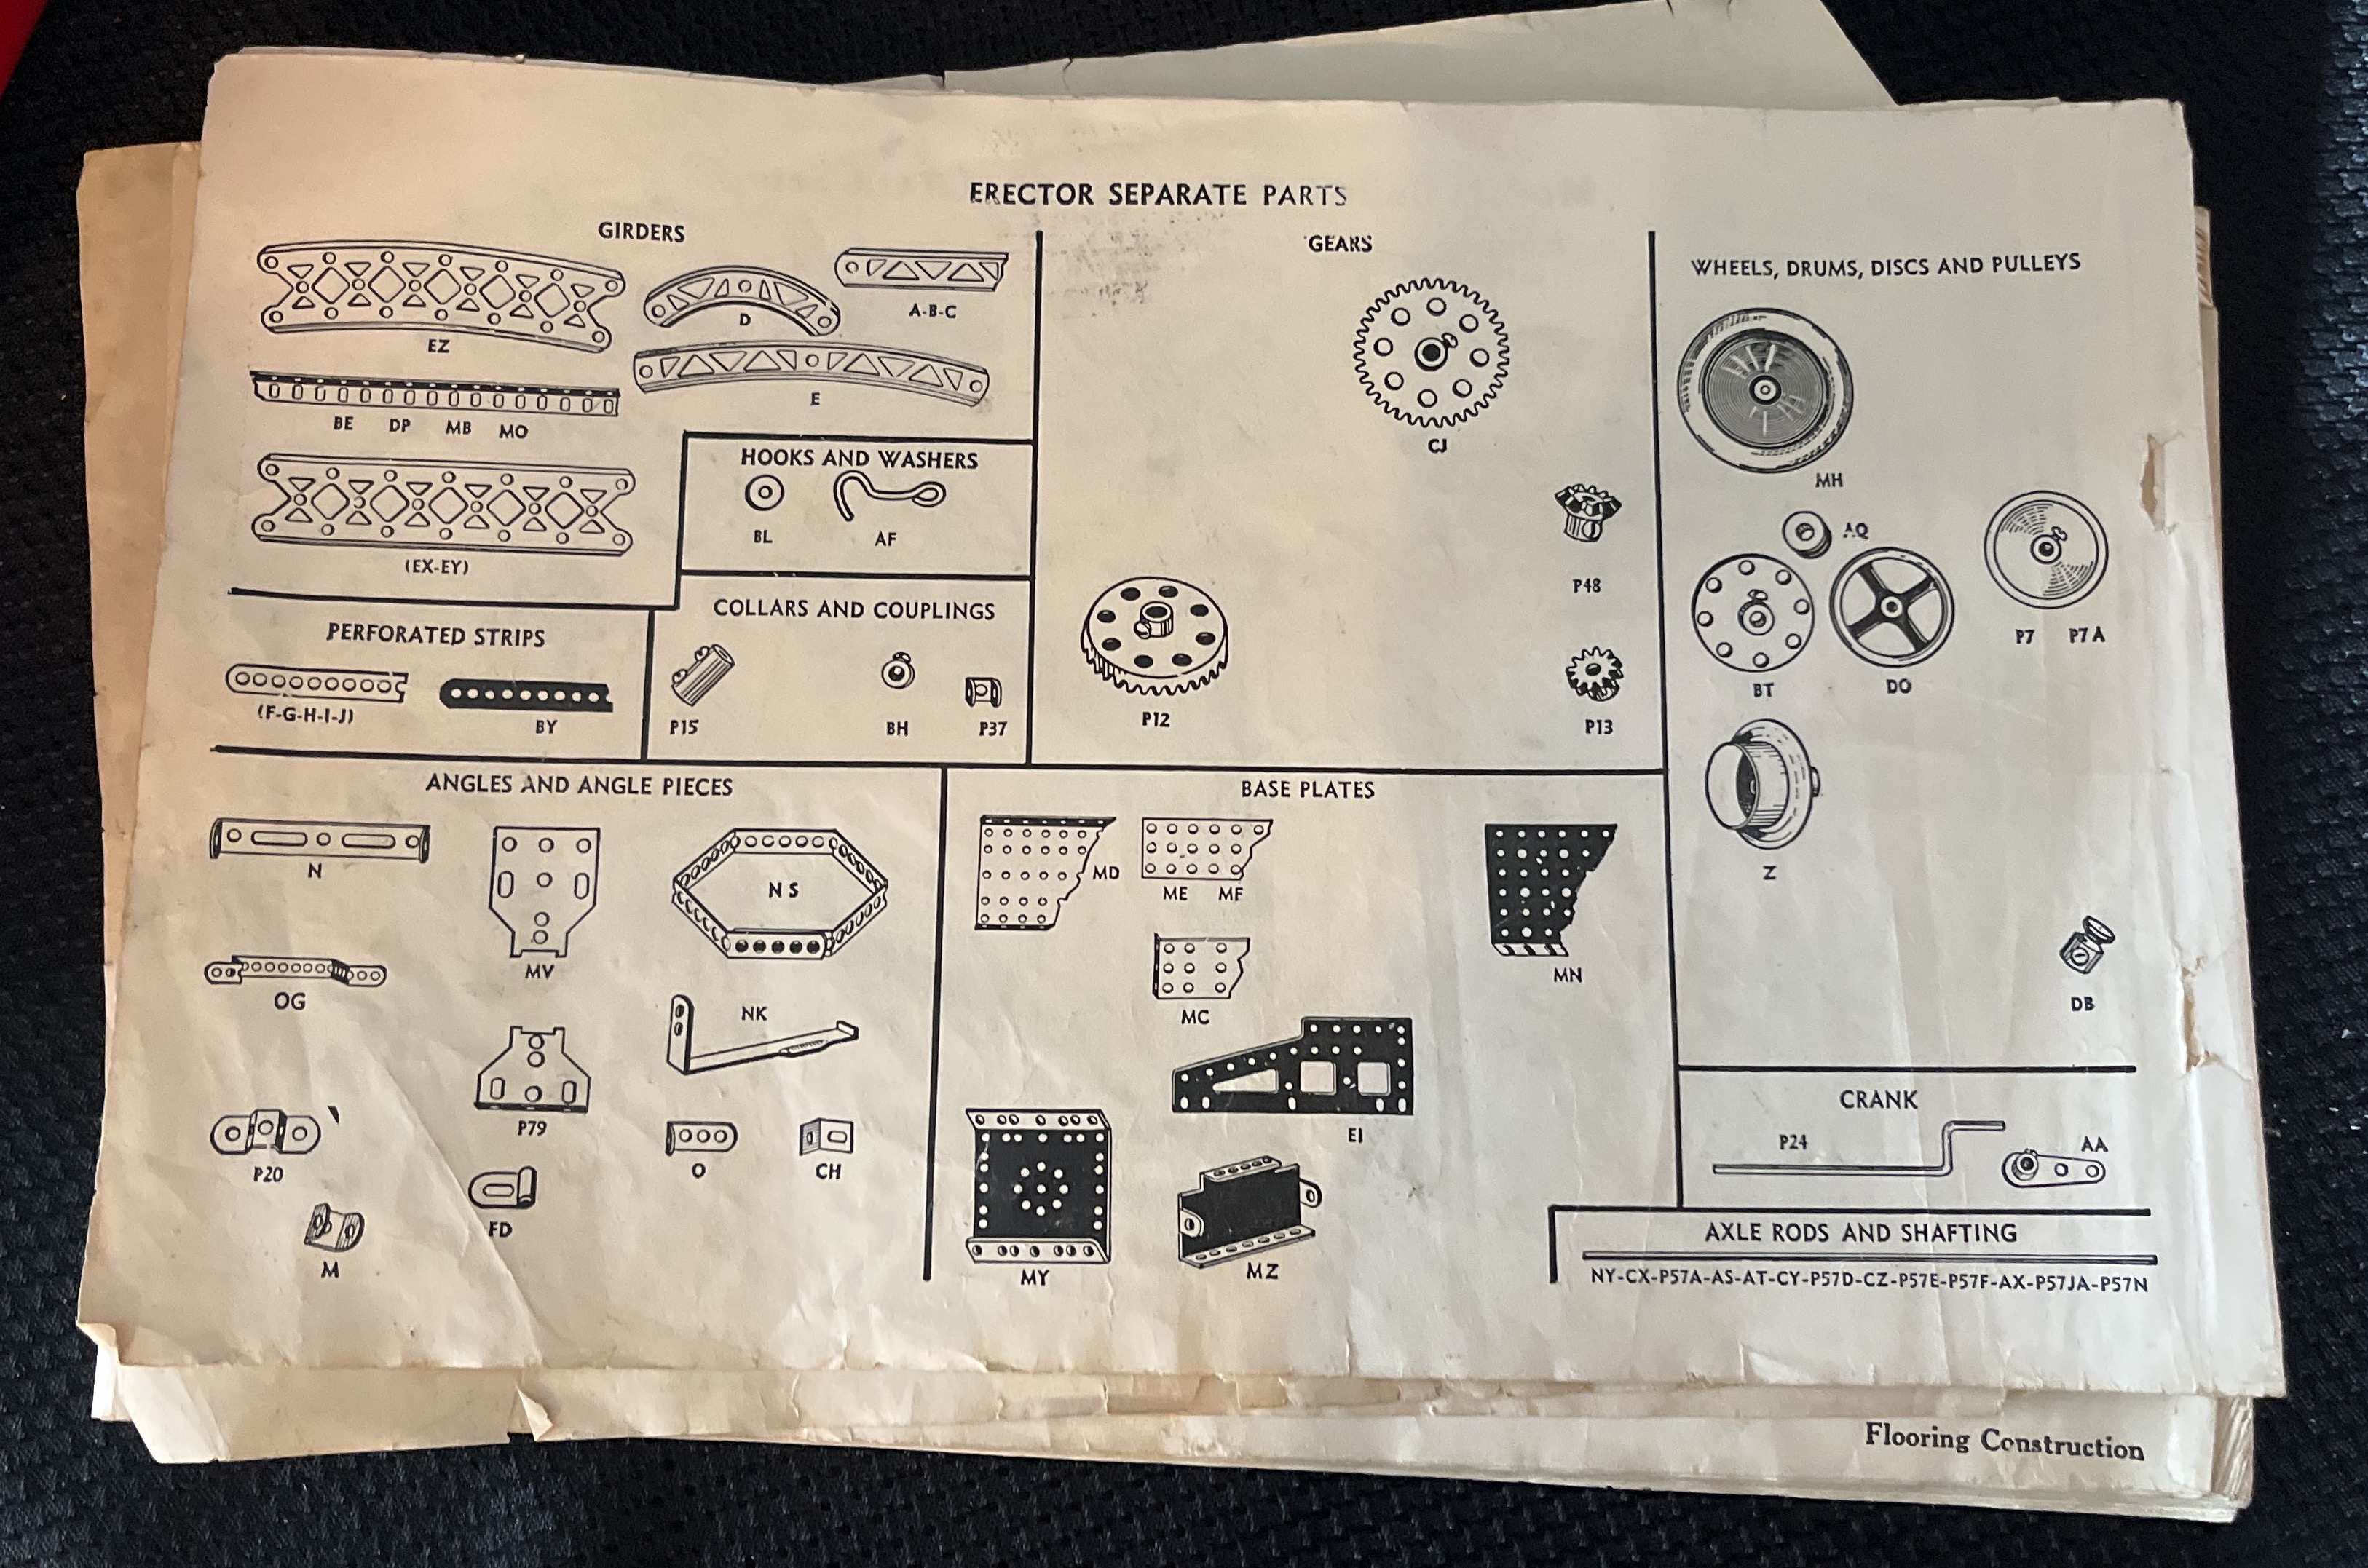 ERECTOR SEPARATE PARTS
GIRDERS
EZ
D
A-B-C
E
BE DP MB MO
(EX-EY)
HOOKS AND WASHERS
BL AF
PERFORATED STRIPS
(F-G-H-I-J) BY
COLLARS AND COUPLINGS
P15 BH P37
GEARS
CJ
P48
P12
P13
WHEELS, DRUMS, DISCS AND PULLEYS
MH
AQ
P7 P7A
BT DO
Z
DB
ANGLES AND ANGLE PIECES
N
MV
NS
OG
NK
P79
P20
O
CH
FD
M
BASE PLATES
MD
ME MF
MN
MC
EI
MY
MZ
CRANK
P24
AA
AXLE RODS AND SHAFTING
NY-CX-P57A-AS-AT-CY-P57D-CZ-P57E-P57F-AX-P57JA-P57N
Flooring Construction